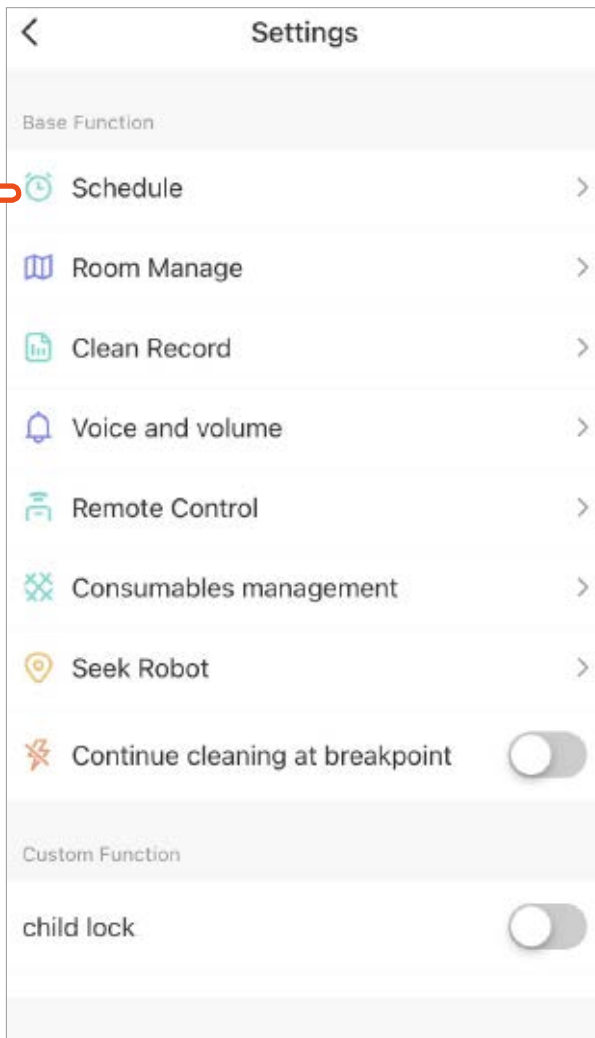 Settings
Base Function
Schedule
Room Manage
Clean Record
Voice and volume
Remote Control
Consumables management
Seek Robot
Continue cleaning at breakpoint
Custom Function
child lock